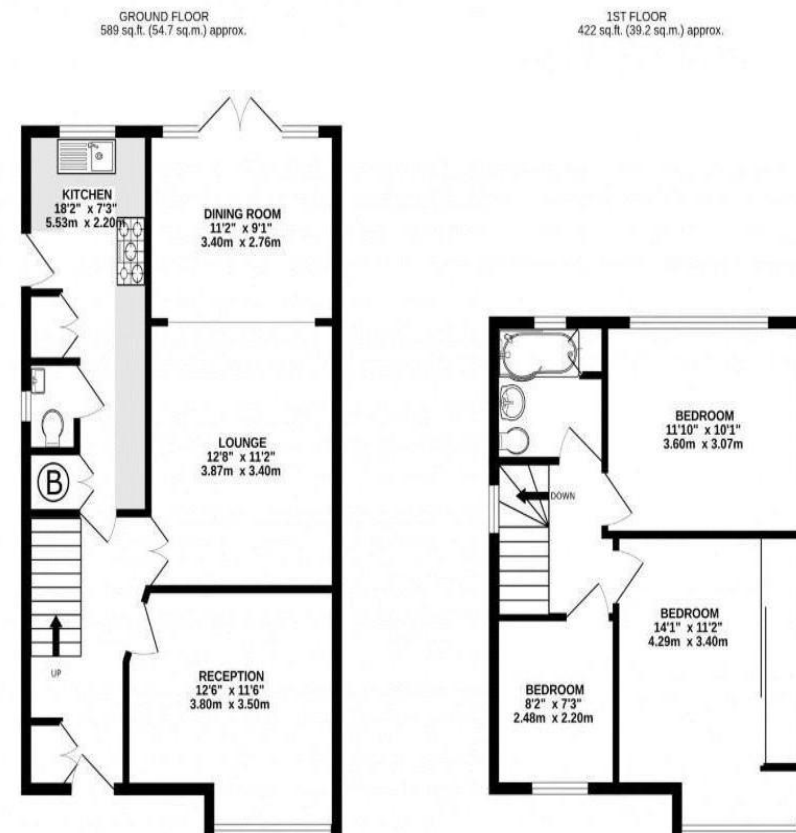 GROUND FLOOR
589 sq.ft. (54.7 sq.m.) approx.
1ST FLOOR
422 sq.ft. (39.2 sq.m.) approx.
KITCHEN
18'2" x 7'3"
5.53m x 2.20m
DINING ROOM
11'2" x 9'1"
3.40m x 2.76m
LOUNGE
12'8" x 11'2"
3.87m x 3.40m
B
UP
RECEPTION
12'6" x 11'6"
3.80m x 3.50m
BEDROOM
11'10" x 10'1"
3.60m x 3.07m
DOWN
BEDROOM
14'1" x 11'2"
4.29m x 3.40m
BEDROOM
8'2" x 7'3"
2.48m x 2.20m